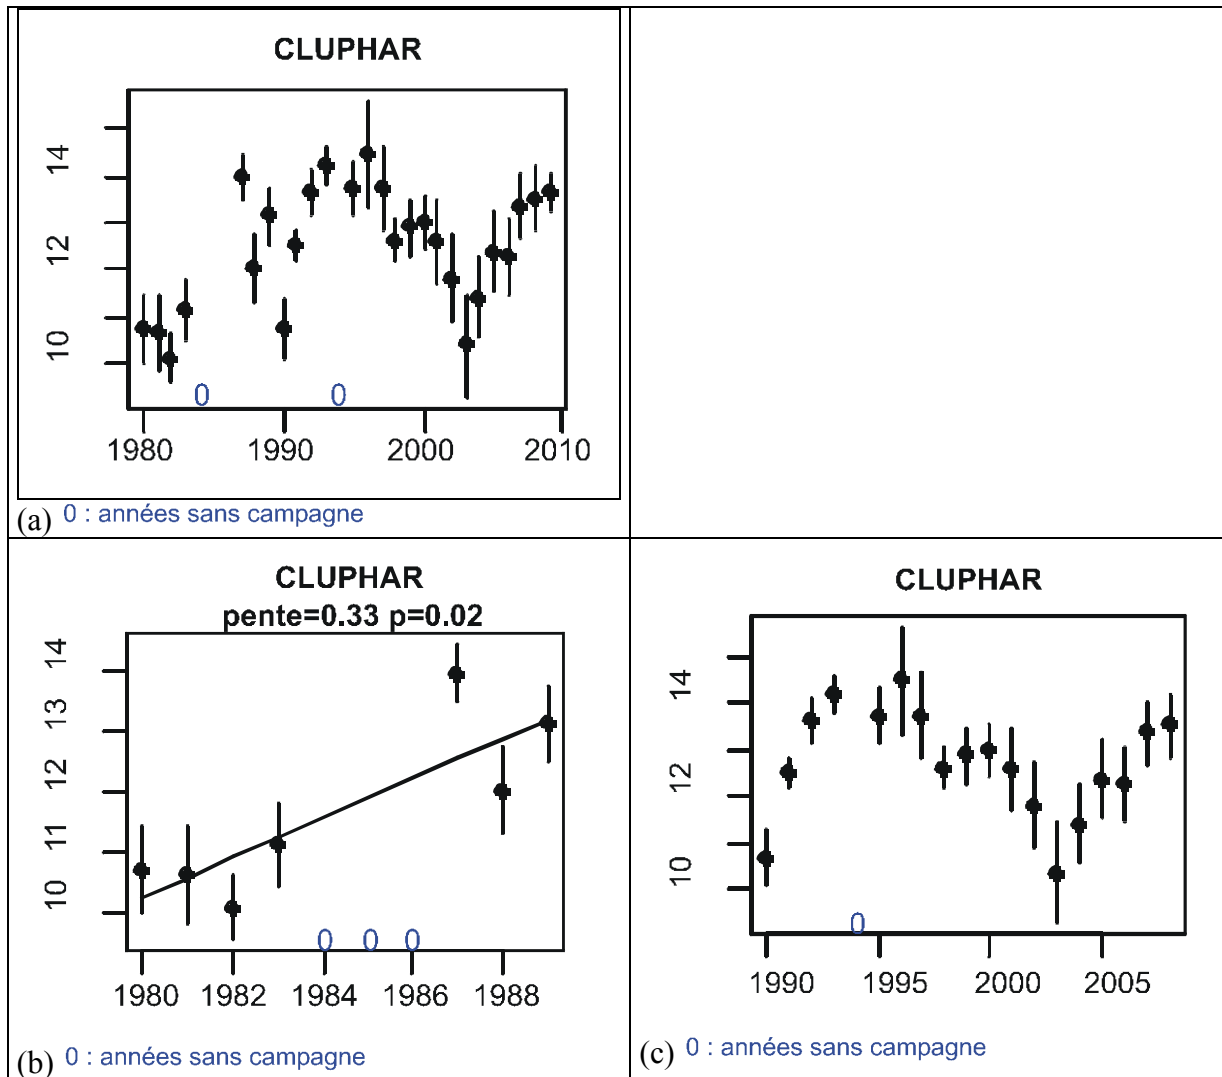 CLUPHAR
14
12
10
0 0
1980 1990 2000 2010
(a) 0 : années sans campagne
CLUPHAR
pente=0.33 p=0.02
14
13
12
11
10
0 0 0
1980 1982 1984 1986 1988
(b) 0 : années sans campagne
CLUPHAR
14
12
10
0
1990 1995 2000 2005
(c) 0 : années sans campagne